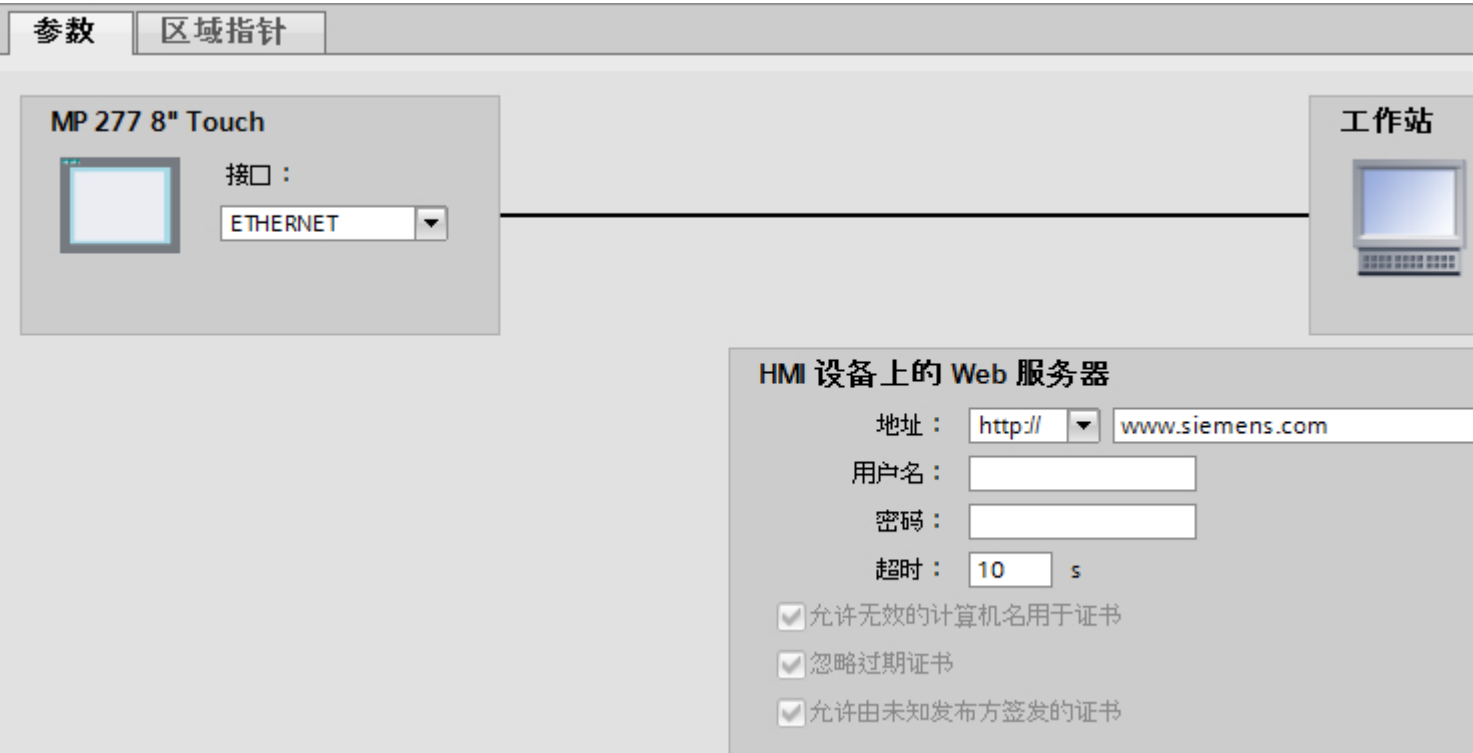 参数 区域指针
MP 277 8" Touch
接口：
ETHERNET
工作站
HMI 设备上的 Web 服务器
地址： http:// www.siemens.com
用户名：
密码：
超时： 10 s
允许无效的计算机名用于证书
忽略过期证书
允许由未知发布方签发的证书